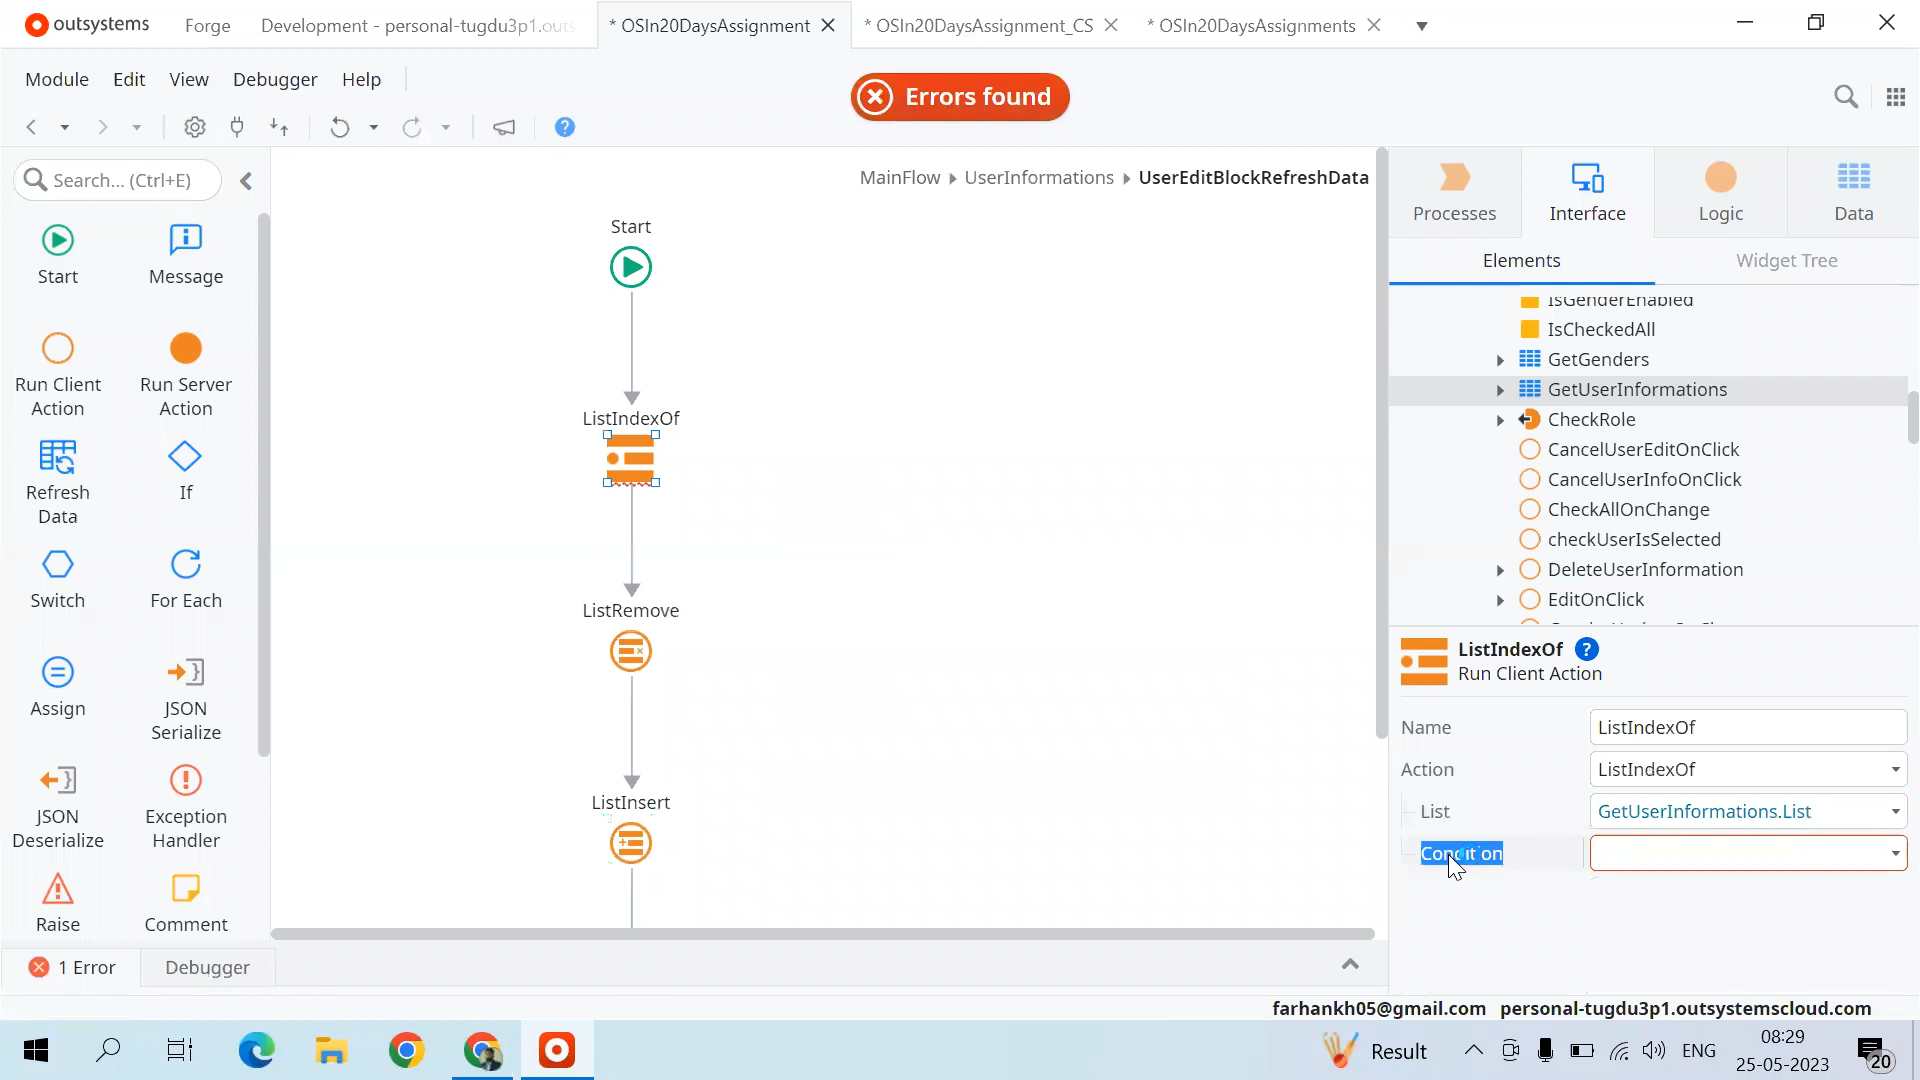 outsystems
Forge
Development - personal-tugdu3p1.outs
* OSIn20DaysAssignment
* OSIn20DaysAssignment_CS
* OSIn20DaysAssignments
Module Edit View Debugger Help
Errors found
Search... (Ctrl+E)
Start
Message
Run Client
Action
Run Server
Action
Refresh
Data
If
Switch
For Each
Assign
JSON
Serialize
JSON
Deserialize
Exception
Handler
Raise
Comment
MainFlow UserInformations UserEditBlockRefreshData
Start
ListIndexOf
ListRemove
ListInsert
Processes
Interface
Logic
Data
Elements
Widget Tree
IsGenderEnabled
IsCheckedAll
GetGenders
GetUserInformations
CheckRole
CancelUserEditOnClick
CancelUserInfoOnClick
CheckAllOnChange
checkUserIsSelected
DeleteUserInformation
EditOnClick
ListIndexOf ?
Run Client Action
Name ListIndexOf
Action ListIndexOf
List GetUserInformations.List
Condition
1 Error
Debugger
farhankh05@gmail.com personal-tugdu3p1.outsystemscloud.com
Result
ENG
08:29
25-05-2023
20